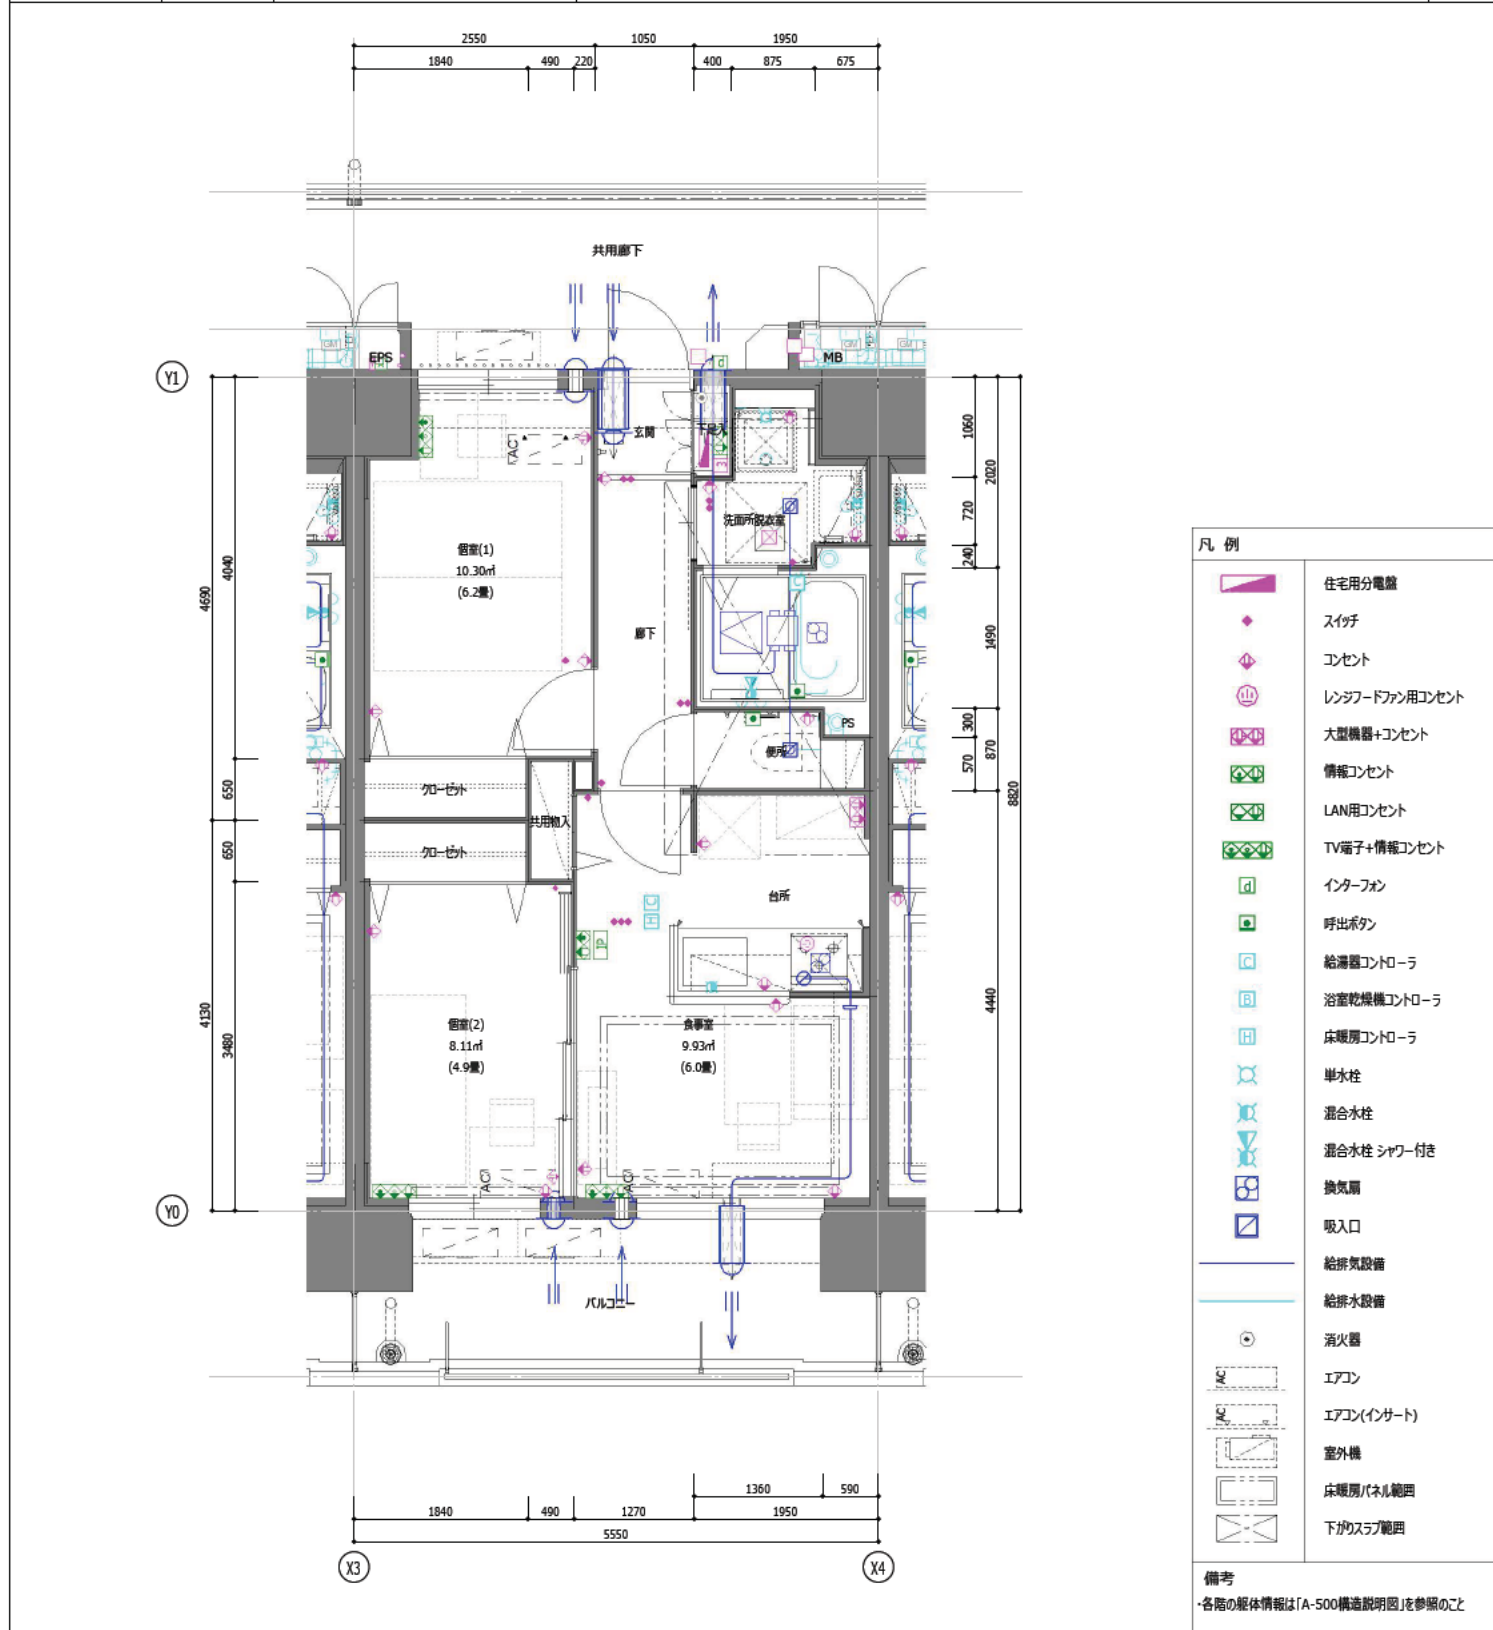 2550 1050 1950
1840 490 220 400 875 675
共用廊下
EPS
MB
GM
GM
d
Y1
玄関
下足入
AC
洗面所脱衣室
個室(1)
10.30㎡
(6.2畳)
廊下
C
PS
便所
クローゼット
共用物入
クローゼット
台所
C
H
IP
個室(2)
8.11㎡
(4.9畳)
食事室
9.93㎡
(6.0畳)
AC
AC
Y0
バルコニー
4690
4040
650
650
4130
3480
1060
2020
720
240
1490
300
870
570
8820
4440
1360 590
1840 490 1270 1950
5550
X3
X4
凡 例
住宅用分電盤
スイッチ
コンセント
レンジフードファン用コンセント
大型機器+コンセント
情報コンセント
LAN用コンセント
TV端子+情報コンセント
d インターフォン
呼出ボタン
C 給湯器コントローラ
B 浴室乾燥機コントローラ
H 床暖房コントローラ
単水栓
混合水栓
混合水栓 シャワー付き
換気扇
吸入口
給排気設備
給排水設備
消火器
AC エアコン
AC エアコン(インサート)
室外機
床暖房パネル範囲
下がりスラブ範囲
備考
・各階の躯体情報は「A-500構造説明図」を参照のこと